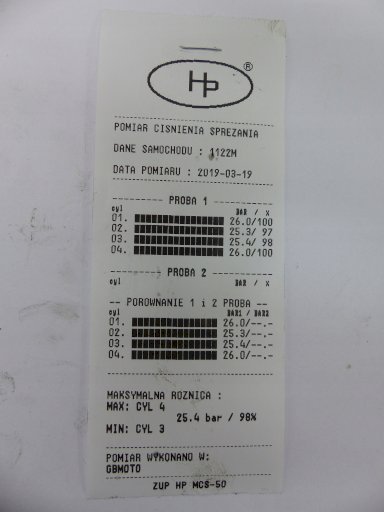 HP ®
POMIAR CISNIENIA SPREZANIA
DANE SAMOCHODU : 1122M
DATA POMIARU : 2019-03-19
-------- PROBA 1 --------
cyl BAR / %
01. 26.0/100
02. 25.3/ 97
03. 25.4/ 98
04. 26.0/100
-------- PROBA 2 --------
cyl BAR / %
-- POROWNANIE 1 i 2 PROBA --
cyl BAR1 / BAR2
01. 26.0/--.-
02. 25.3/--.-
03. 25.4/--.-
04. 26.0/--.-
MAKSYMALNA ROZNICA :
MAX: CYL 4
25.4 bar / 98%
MIN: CYL 3
POMIAR WYKONANO W:
GBMOTO
ZUP HP MCS-50